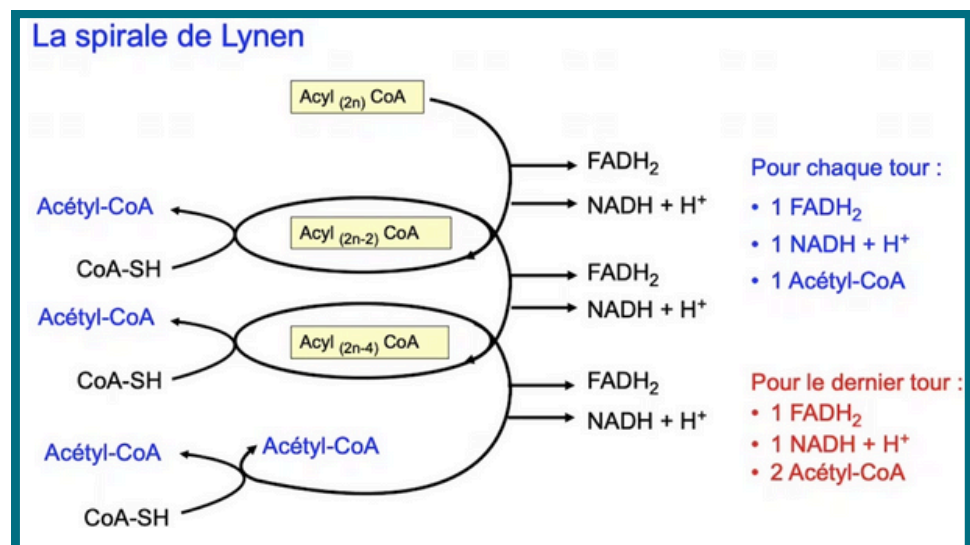 La spirale de Lynen
Acyl (2n) CoA
FADH₂
NADH + H⁺
Acétyl-CoA
Acyl (2n-2) CoA
CoA-SH
FADH₂
NADH + H⁺
Acétyl-CoA
Acyl (2n-4) CoA
CoA-SH
FADH₂
NADH + H⁺
Acétyl-CoA
Acétyl-CoA
CoA-SH
Pour chaque tour :
• 1 FADH₂
• 1 NADH + H⁺
• 1 Acétyl-CoA
Pour le dernier tour :
• 1 FADH₂
• 1 NADH + H⁺
• 2 Acétyl-CoA